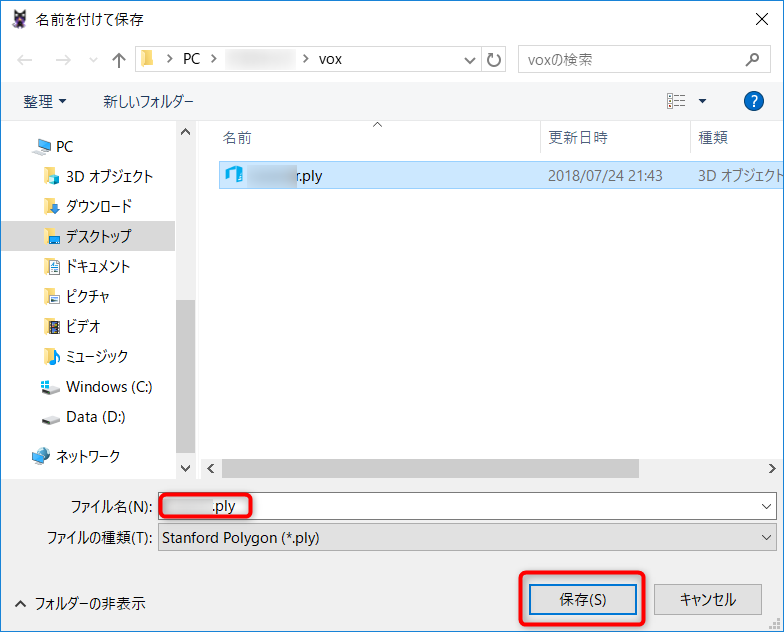 名前を付けて保存
PC
vox
voxの検索
整理
新しいフォルダー
PC
3D オブジェクト
ダウンロード
デスクトップ
ドキュメント
ピクチャ
ビデオ
ミュージック
Windows (C:)
Data (D:)
ネットワーク
名前 更新日時 種類
r.ply 2018/07/24 21:43 3D オブジェクト
ファイル名(N): .ply
ファイルの種類(T): Stanford Polygon (*.ply)
フォルダーの非表示
保存(S)
キャンセル